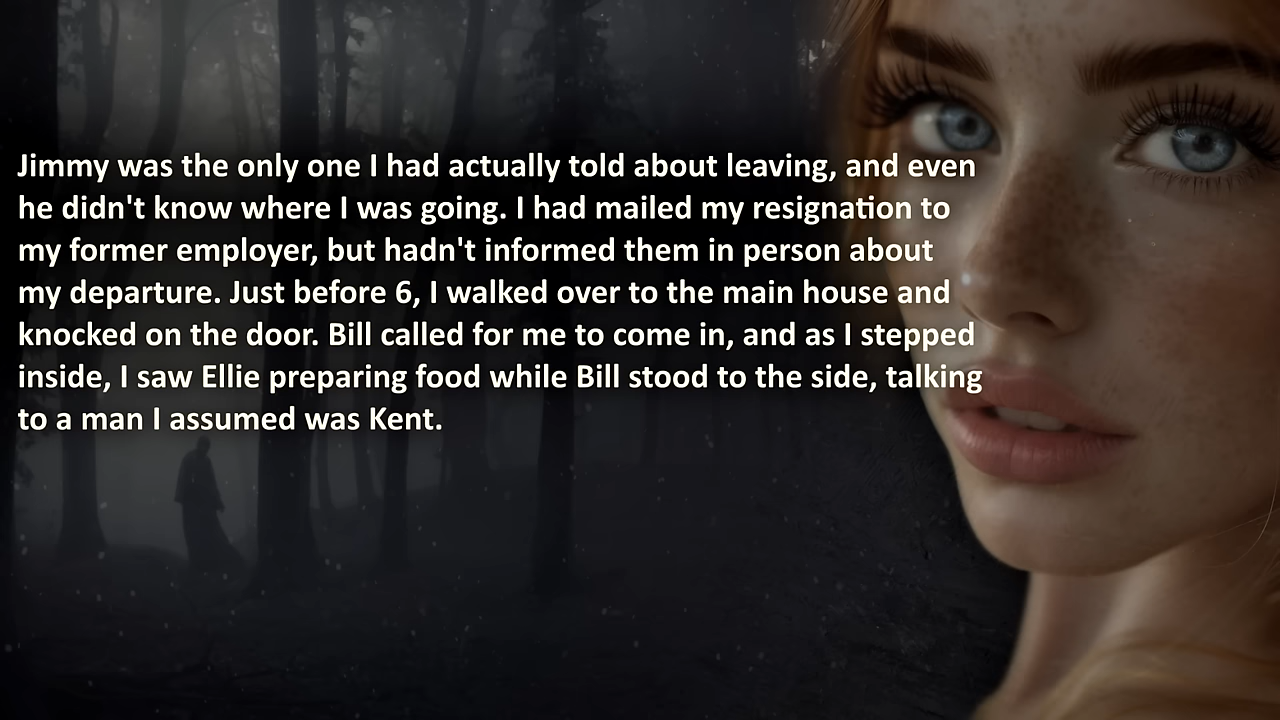 Jimmy was the only one I had actually told about leaving, and even
he didn't know where I was going. I had mailed my resignation to
my former employer, but hadn't informed them in person about
my departure. Just before 6, I walked over to the main house and
knocked on the door. Bill called for me to come in, and as I stepped
inside, I saw Ellie preparing food while Bill stood to the side, talking
to a man I assumed was Kent.